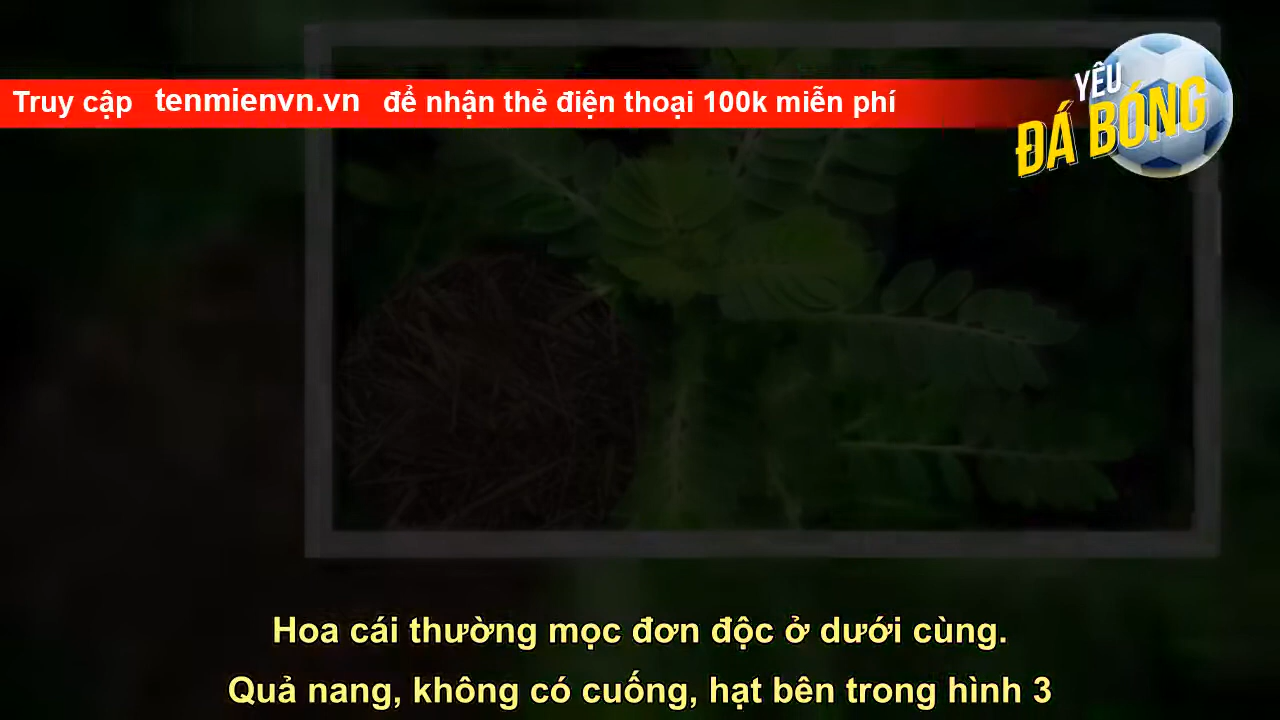 YÊU
ĐÁ BÓNG
Truy cập tenmienvn.vn để nhận thẻ điện thoại 100k miễn phí
Hoa cái thường mọc đơn độc ở dưới cùng.
Quả nang, không có cuống, hạt bên trong hình 3